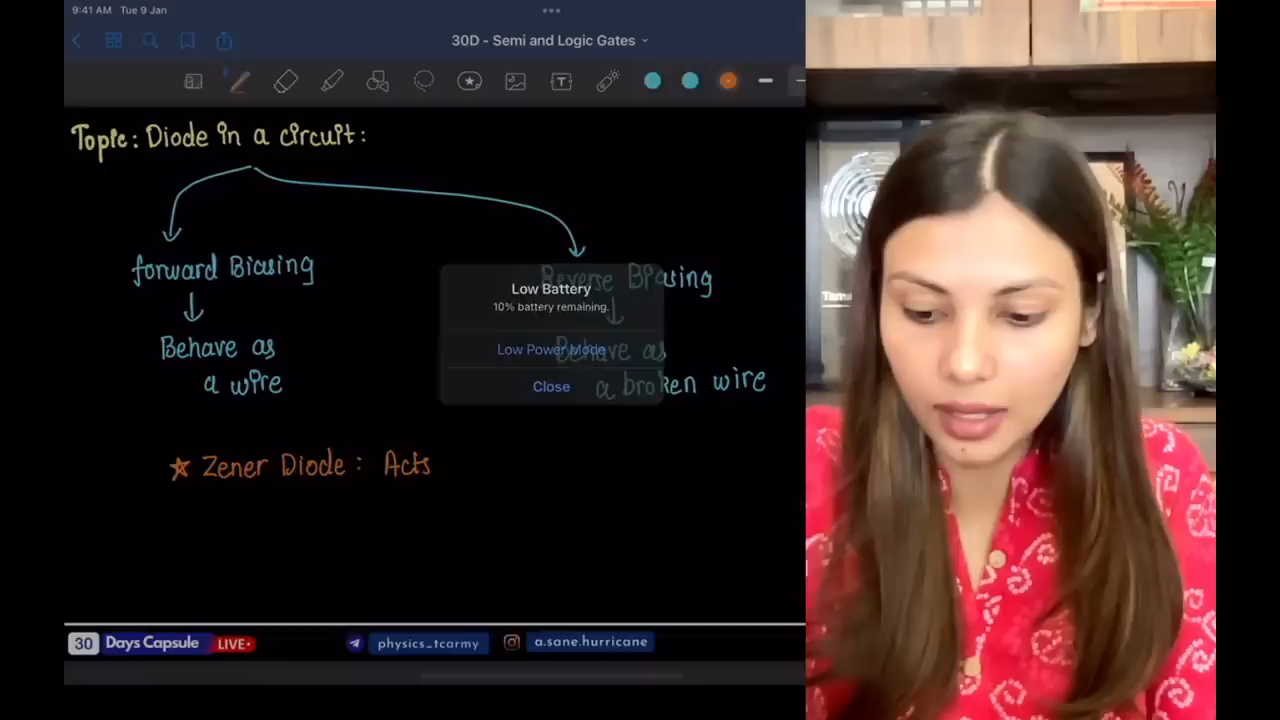 9:41 AM Tue 9 Jan
30D - Semi and Logic Gates
T
Topic: Diode in a circuit:
forward Biasing
Reverse Biasing
Low Battery
10% battery remaining.
Low Power Mode
Close
Behave as
a wire
Behave as
a broken wire
★ Zener Diode: Acts
30 Days Capsule LIVE
physics_tcarmy
a.sane.hurricane